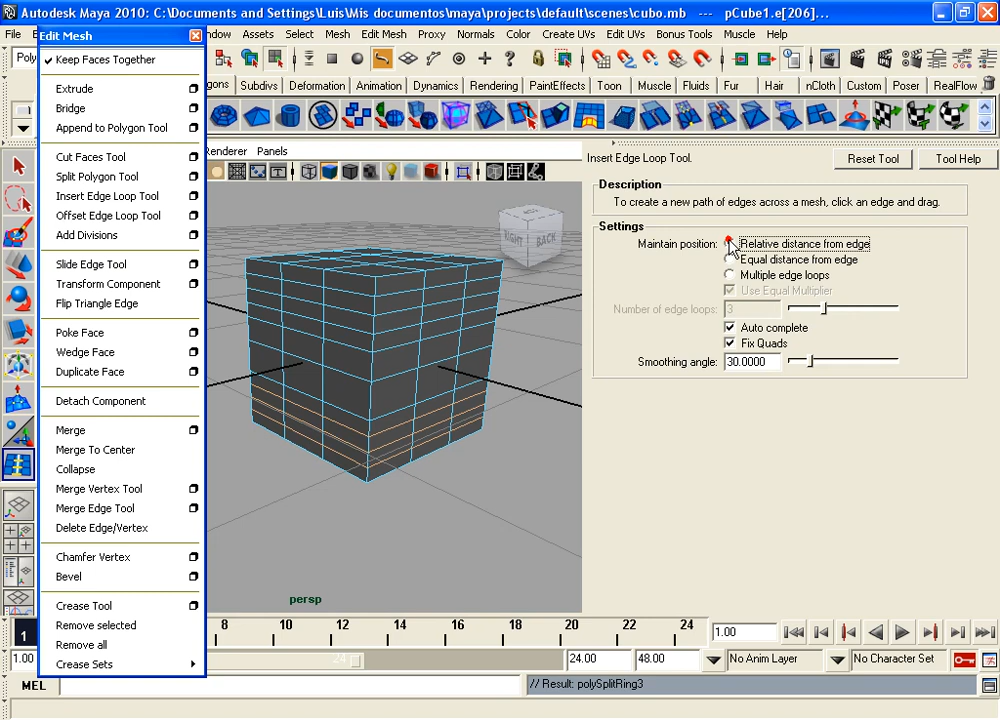 Autodesk Maya 2010: C:\Documents and Settings\Luis\Mis documentos\maya\projects\default\scenes\cubo.mb --- pCube1.e[206]...
File
ndow
Assets
Select
Mesh
Edit Mesh
Proxy
Normals
Color
Create UVs
Edit UVs
Bonus Tools
Muscle
Help
Poly
gons
Subdivs
Deformation
Animation
Dynamics
Rendering
PaintEffects
Toon
Muscle
Fluids
Fur
Hair
nCloth
Custom
Poser
RealFlow
Edit Mesh
Keep Faces Together
Extrude
Bridge
Append to Polygon Tool
Cut Faces Tool
Split Polygon Tool
Insert Edge Loop Tool
Offset Edge Loop Tool
Add Divisions
Slide Edge Tool
Transform Component
Flip Triangle Edge
Poke Face
Wedge Face
Duplicate Face
Detach Component
Merge
Merge To Center
Collapse
Merge Vertex Tool
Merge Edge Tool
Delete Edge/Vertex
Chamfer Vertex
Bevel
Crease Tool
Remove selected
Remove all
Crease Sets
Renderer
Panels
RIGHT
BACK
persp
Insert Edge Loop Tool
Reset Tool
Tool Help
Description
To create a new path of edges across a mesh, click an edge and drag.
Settings
Maintain position:
Relative distance from edge
Equal distance from edge
Multiple edge loops
Use Equal Multiplier
Number of edge loops: 3
Auto complete
Fix Quads
Smoothing angle: 30.0000
1
8
10
12
14
16
18
20
22
24
1.00
1.00
24
24.00
48.00
No Anim Layer
No Character Set
MEL
// Result: polySplitRing3